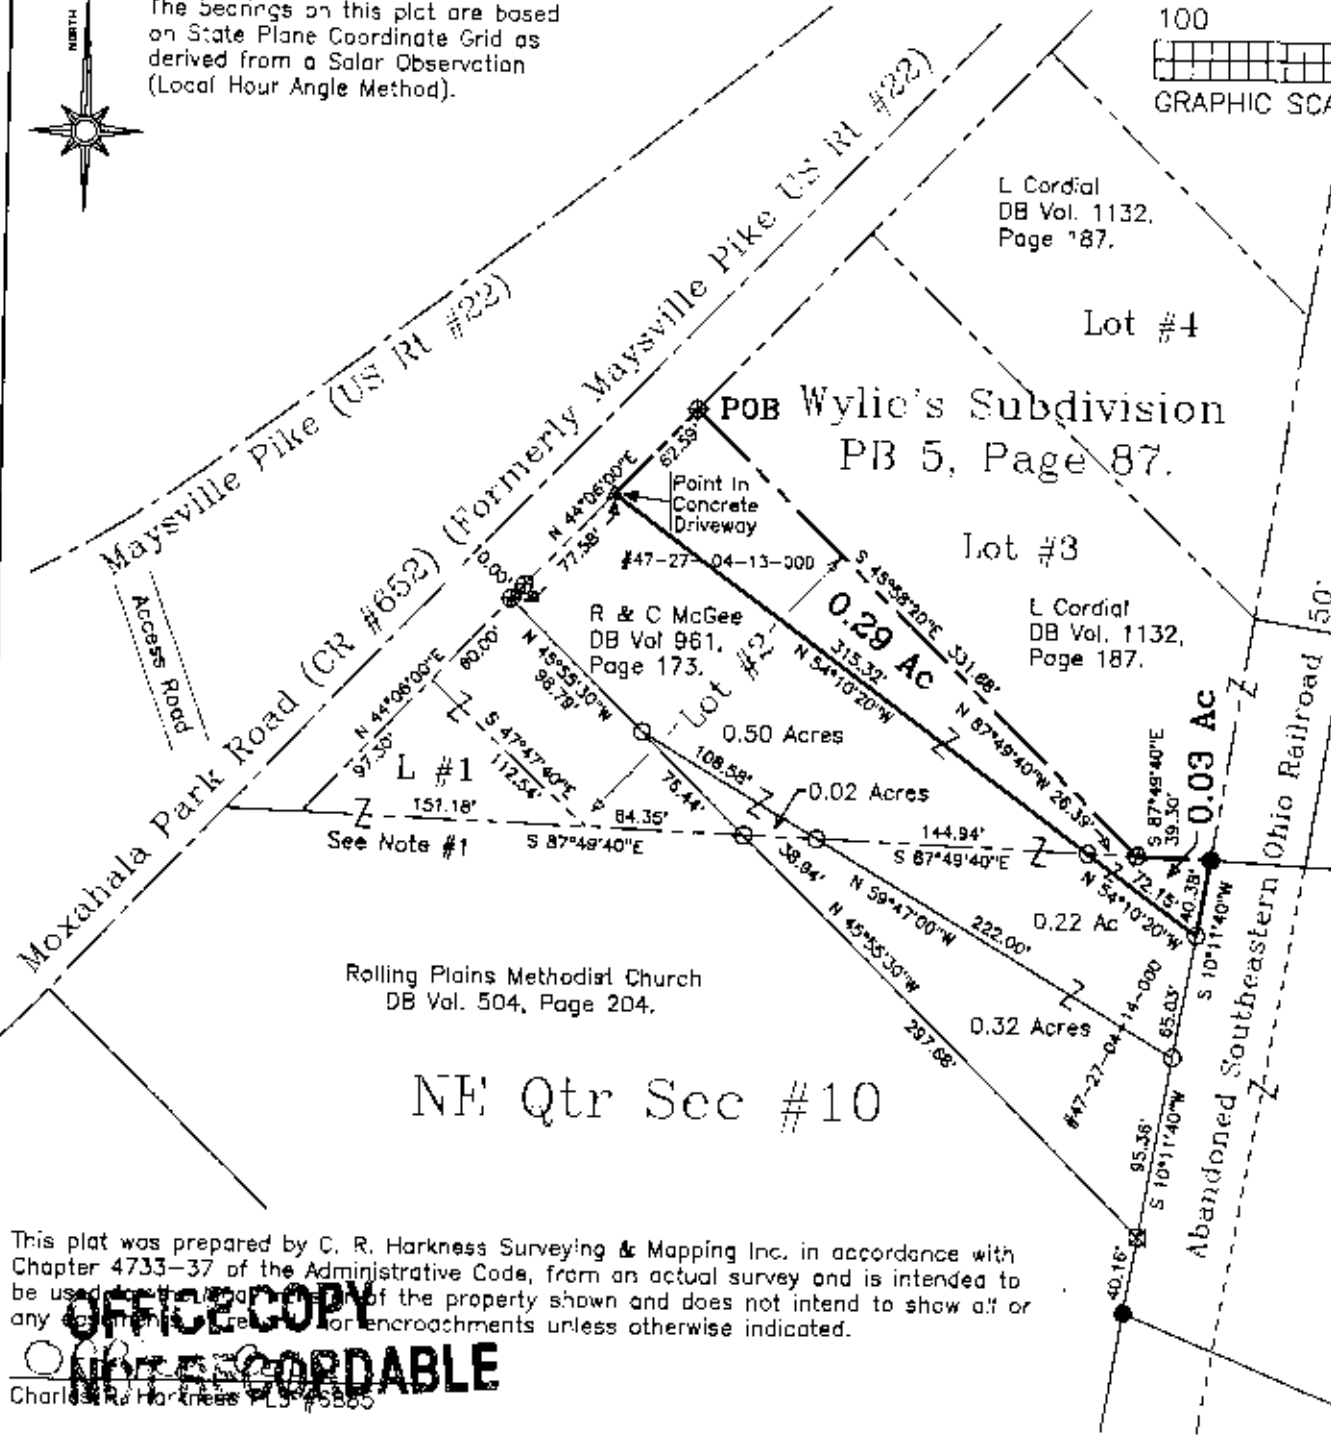 NORTH
The Bearings on this plat are based
on State Plane Coordinate Grid as
derived from a Solar Observation
(Local Hour Angle Method).
100
GRAPHIC SCA
L Cordial
DB Vol. 1132,
Page 187.
Lot #4
Maysville Pike (US Rt #22)
Moxahala Park Road (CR #652) (Formerly Maysville Pike US Rt #22)
Access Road
POB
Wylie's Subdivision
PB 5, Page 87.
62.59'
N 44°06'00"E
77.58'
10.00'
Point In
Concrete
Driveway
Lot #3
#47-27-04-13-000
S 45°58'20"E 331.68'
L Cordial
DB Vol. 1132,
Page 187.
R & C McGee
DB Vol 961,
Page 173.
Lot #2
0.29 Ac
315.32'
N 54°10'20"W
N 45°55'30"W
98.79'
60.00'
N 44°06'00"E
97.50'
S 47°47'40"E
112.54'
L #1
151.18'
See Note #1
64.35'
S 87°49'40"E
75.44'
108.58'
0.50 Acres
0.02 Acres
N 87°49'40"W 26.39'
S 87°49'40"E
39.30'
0.03 Ac
144.94'
S 87°49'40"E
72.15'
N 54°10'20"W
40.38'
S 10°11'40"W
38.94'
N 59°47'00"W
222.00'
0.22 Ac
N 45°55'30"W
297.68'
0.32 Acres
65.03'
#47-27-04-14-000
95.36'
S 10°11'40"W
40.16'
Abandoned Southeastern Ohio Railroad
50'
Rolling Plains Methodist Church
DB Vol. 504, Page 204.
NE Qtr Sec #10
This plat was prepared by C. R. Harkness Surveying & Mapping Inc. in accordance with
Chapter 4733-37 of the Administrative Code, from an actual survey and is intended to
be used of the property shown and does not intend to show all or
any or encroachments unless otherwise indicated.
OFFICE COPY
NOT RECORDABLE
Charles R. Harkness PLS #6885